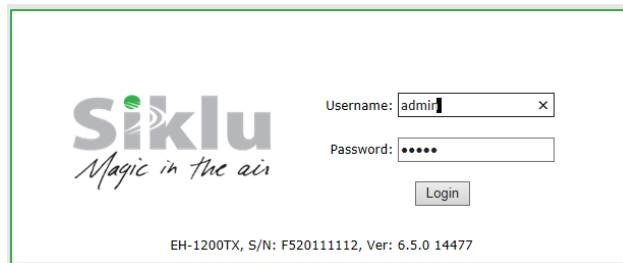 Siklu
Magic in the air
Username: admin
Password: •••••
Login
EH-1200TX, S/N: F520111112, Ver: 6.5.0 14477